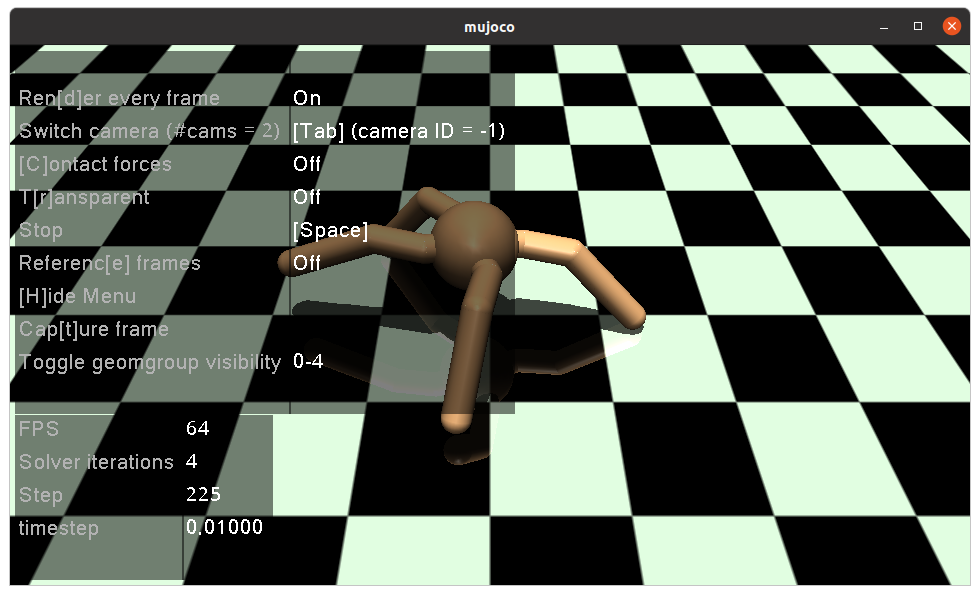 mujoco
Ren[d]er every frame On
Switch camera (#cams = 2) [Tab] (camera ID = -1)
[C]ontact forces Off
T[r]ansparent Off
Stop [Space]
Referenc[e] frames Off
[H]ide Menu
Cap[t]ure frame
Toggle geomgroup visibility 0-4
FPS 64
Solver iterations 4
Step 225
timestep 0.01000